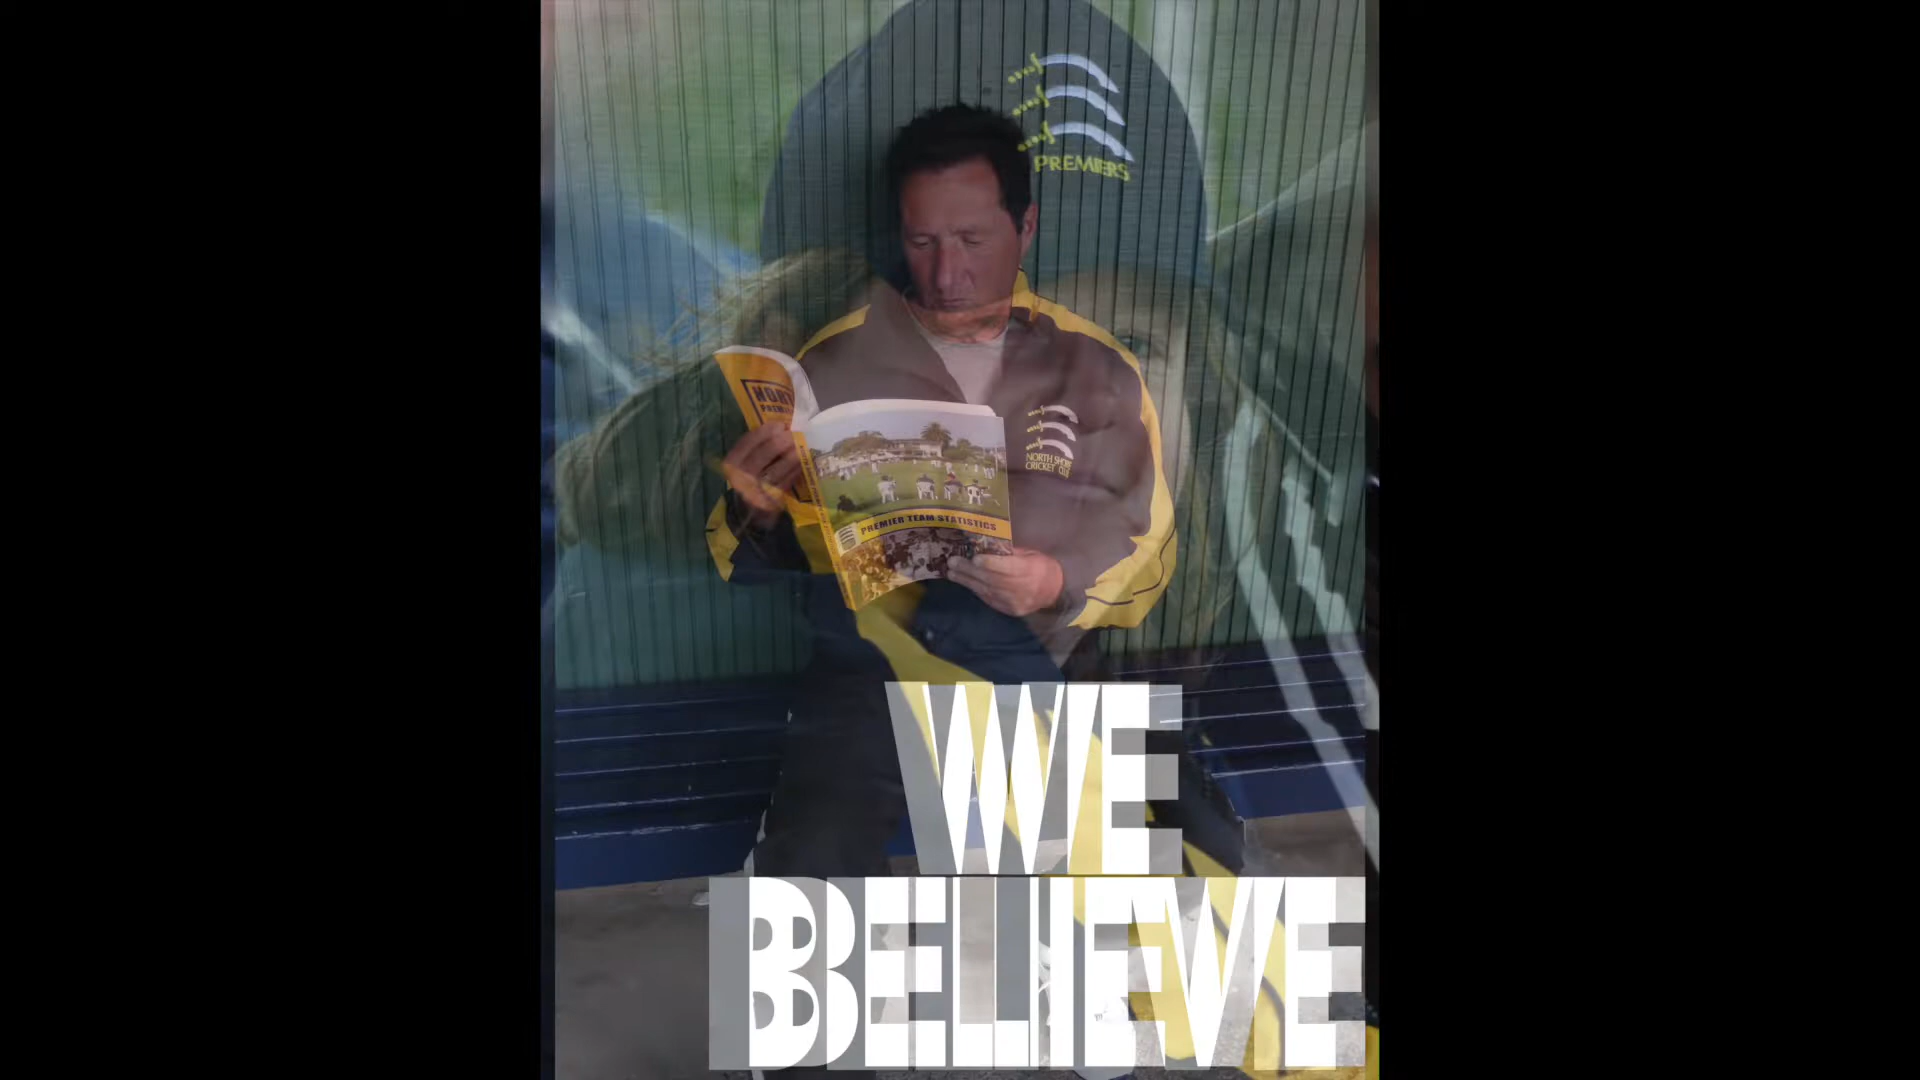 PREMIERS
NORTH SHORE
CRICKET CLUB
PREMIER TEAM STATISTICS
WE
BELIEVE